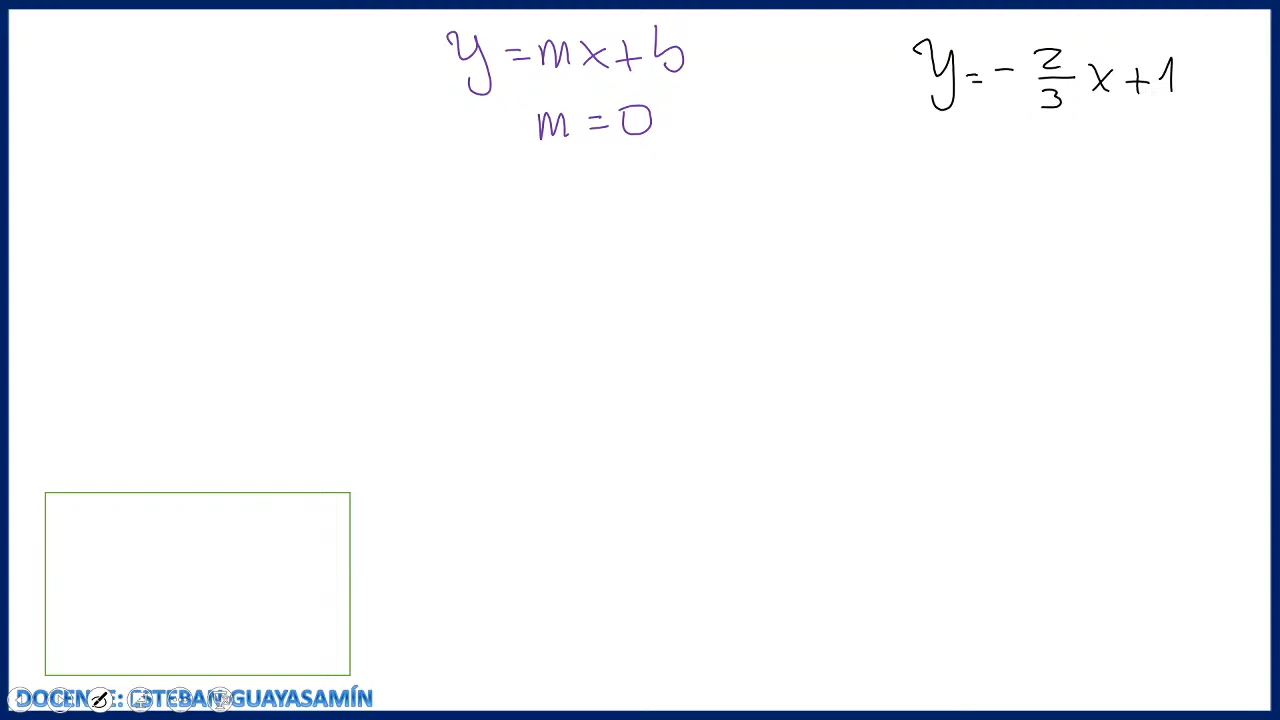 y = mx + b
m = 0
y = - 2/3 x + 1
DOCENTE: ESTEBAN GUAYASAMÍN